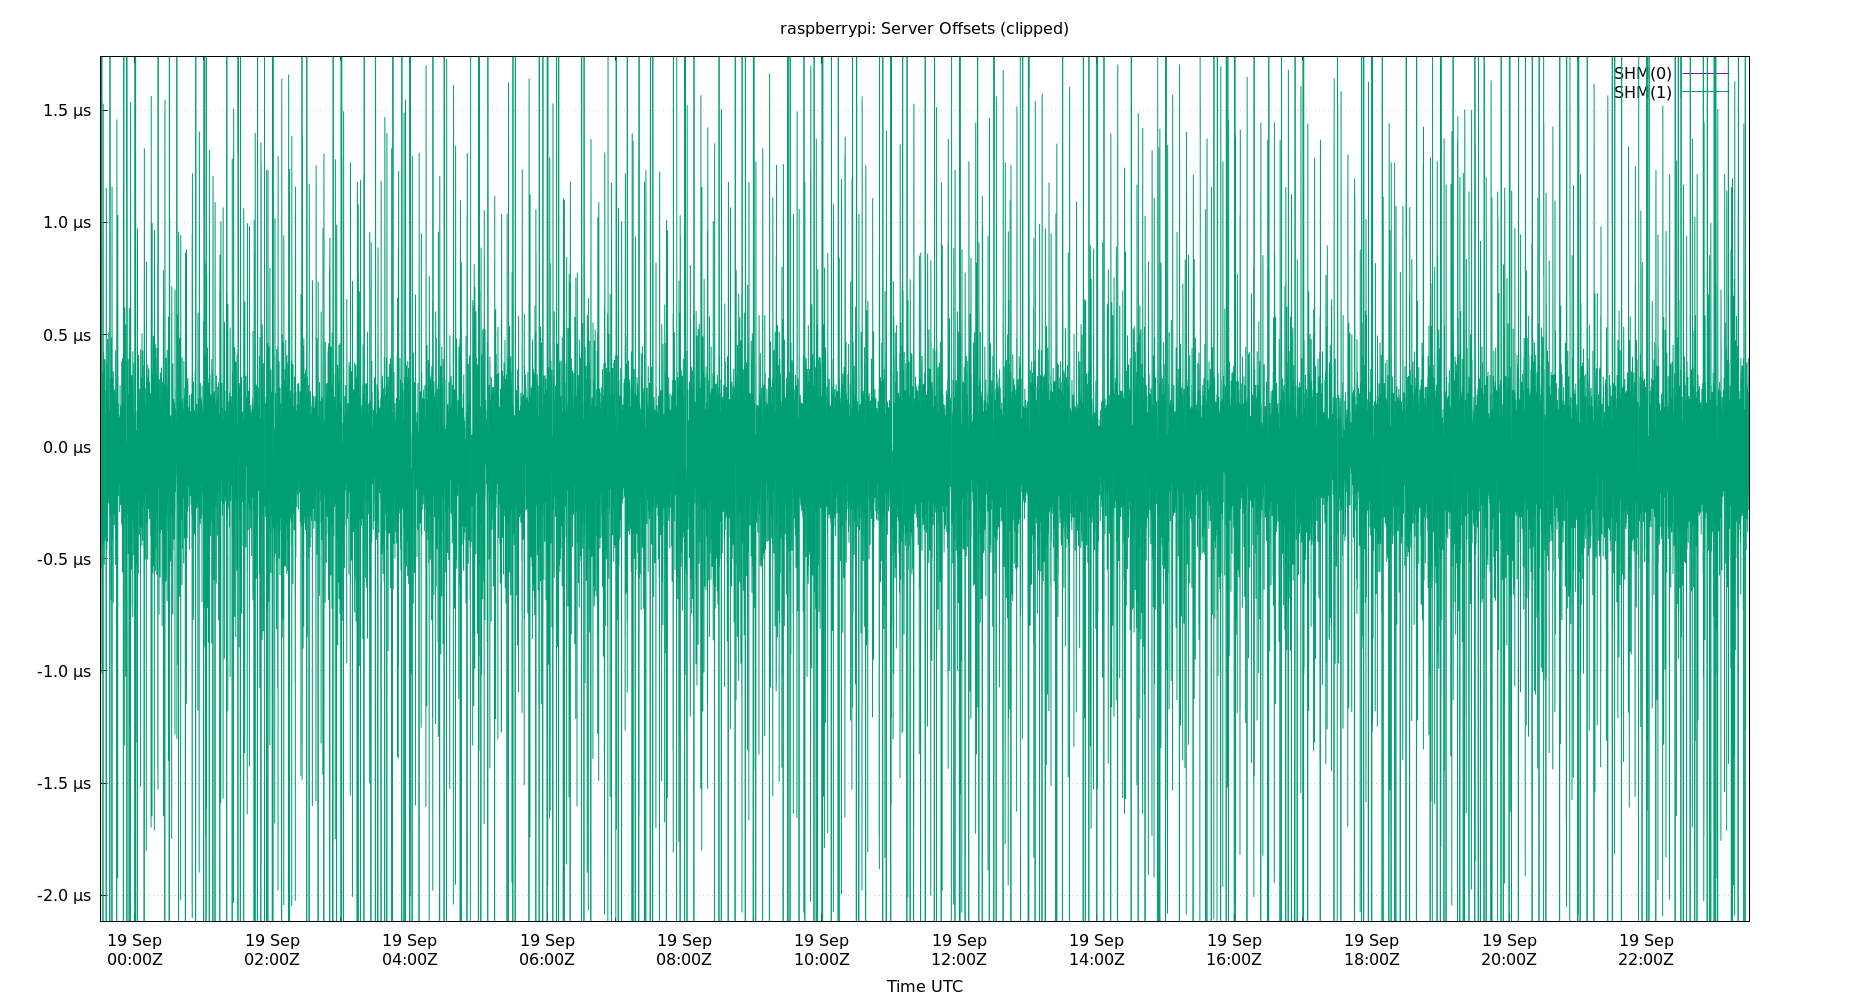 raspberrypi: Server Offsets (clipped)
SHM(0)
SHM(1)
1.5 µs
1.0 µs
0.5 µs
0.0 µs
-0.5 µs
-1.0 µs
-1.5 µs
-2.0 µs
19 Sep 19 Sep 19 Sep 19 Sep 19 Sep 19 Sep 19 Sep 19 Sep 19 Sep 19 Sep 19 Sep 19 Sep
00:00Z 02:00Z 04:00Z 06:00Z 08:00Z 10:00Z 12:00Z 14:00Z 16:00Z 18:00Z 20:00Z 22:00Z
Time UTC